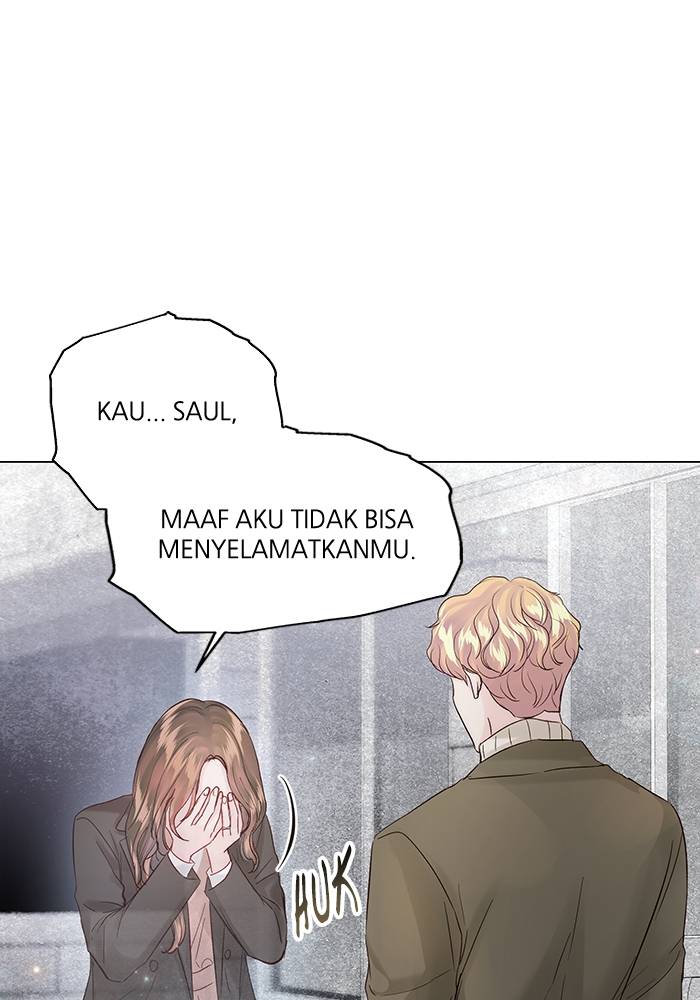 KAU... SAUL,
MAAF AKU TIDAK BISA
MENYELAMATKANMU.
HUK